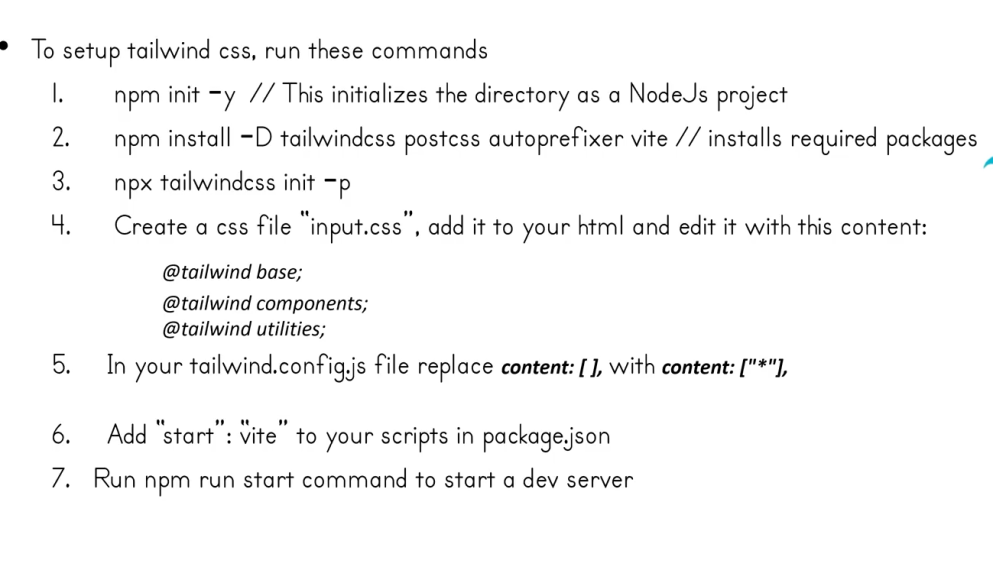 • To setup tailwind css, run these commands
1. npm init -y // This initializes the directory as a NodeJs project
2. npm install -D tailwindcss postcss autoprefixer vite // installs required packages
3. npx tailwindcss init -p
4. Create a css file "input.css", add it to your html and edit it with this content:
@tailwind base;
@tailwind components;
@tailwind utilities;
5. In your tailwind.config.js file replace content: [ ], with content: ["*"],
6. Add "start": "vite" to your scripts in package.json
7. Run npm run start command to start a dev server